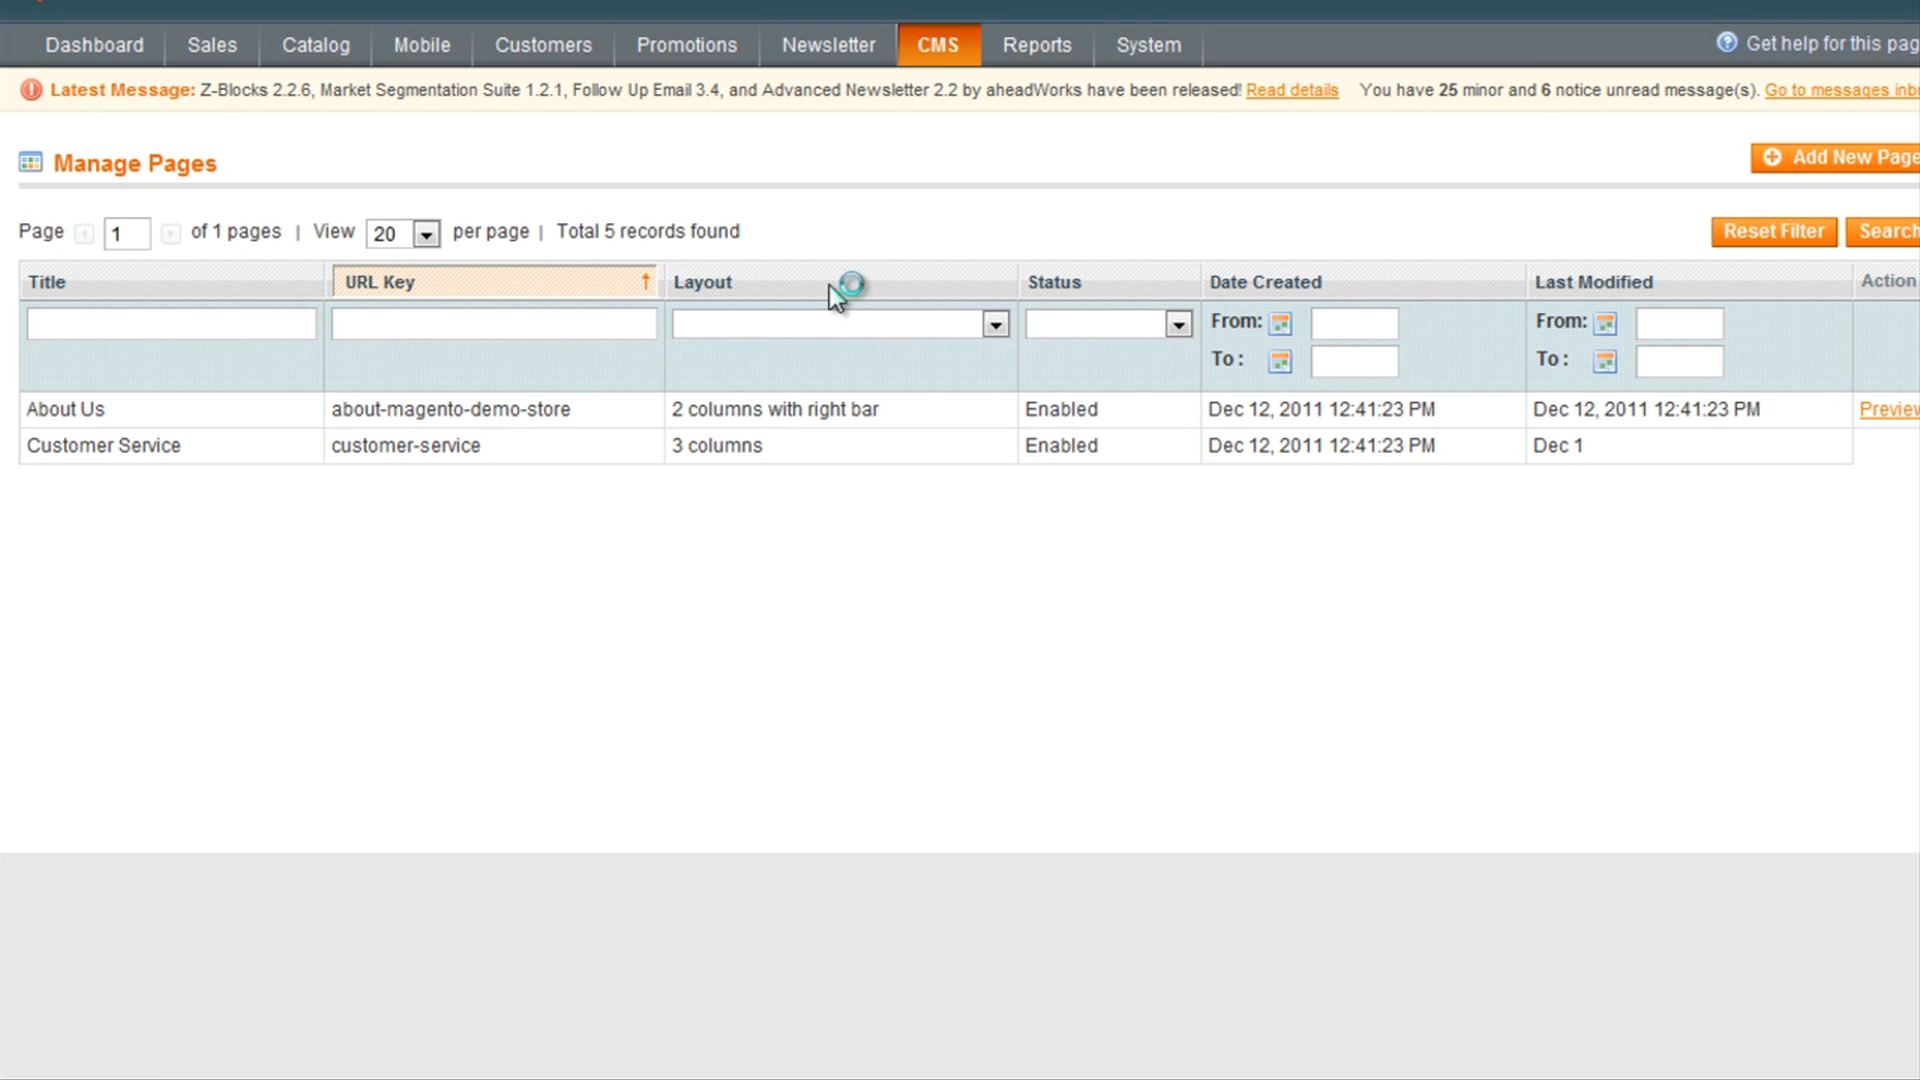 Dashboard Sales Catalog Mobile Customers Promotions Newsletter CMS Reports System Get help for this pag
Latest Message: Z-Blocks 2.2.6, Market Segmentation Suite 1.2.1, Follow Up Email 3.4, and Advanced Newsletter 2.2 by aheadWorks have been released! Read details You have 25 minor and 6 notice unread message(s). Go to messages inbo
Manage Pages Add New Page
Page 1 of 1 pages | View 20 per page | Total 5 records found Reset Filter Search
Title URL Key Layout Status Date Created Last Modified Action
From: From:
To : To :
About Us about-magento-demo-store 2 columns with right bar Enabled Dec 12, 2011 12:41:23 PM Dec 12, 2011 12:41:23 PM Preview
Customer Service customer-service 3 columns Enabled Dec 12, 2011 12:41:23 PM Dec 1